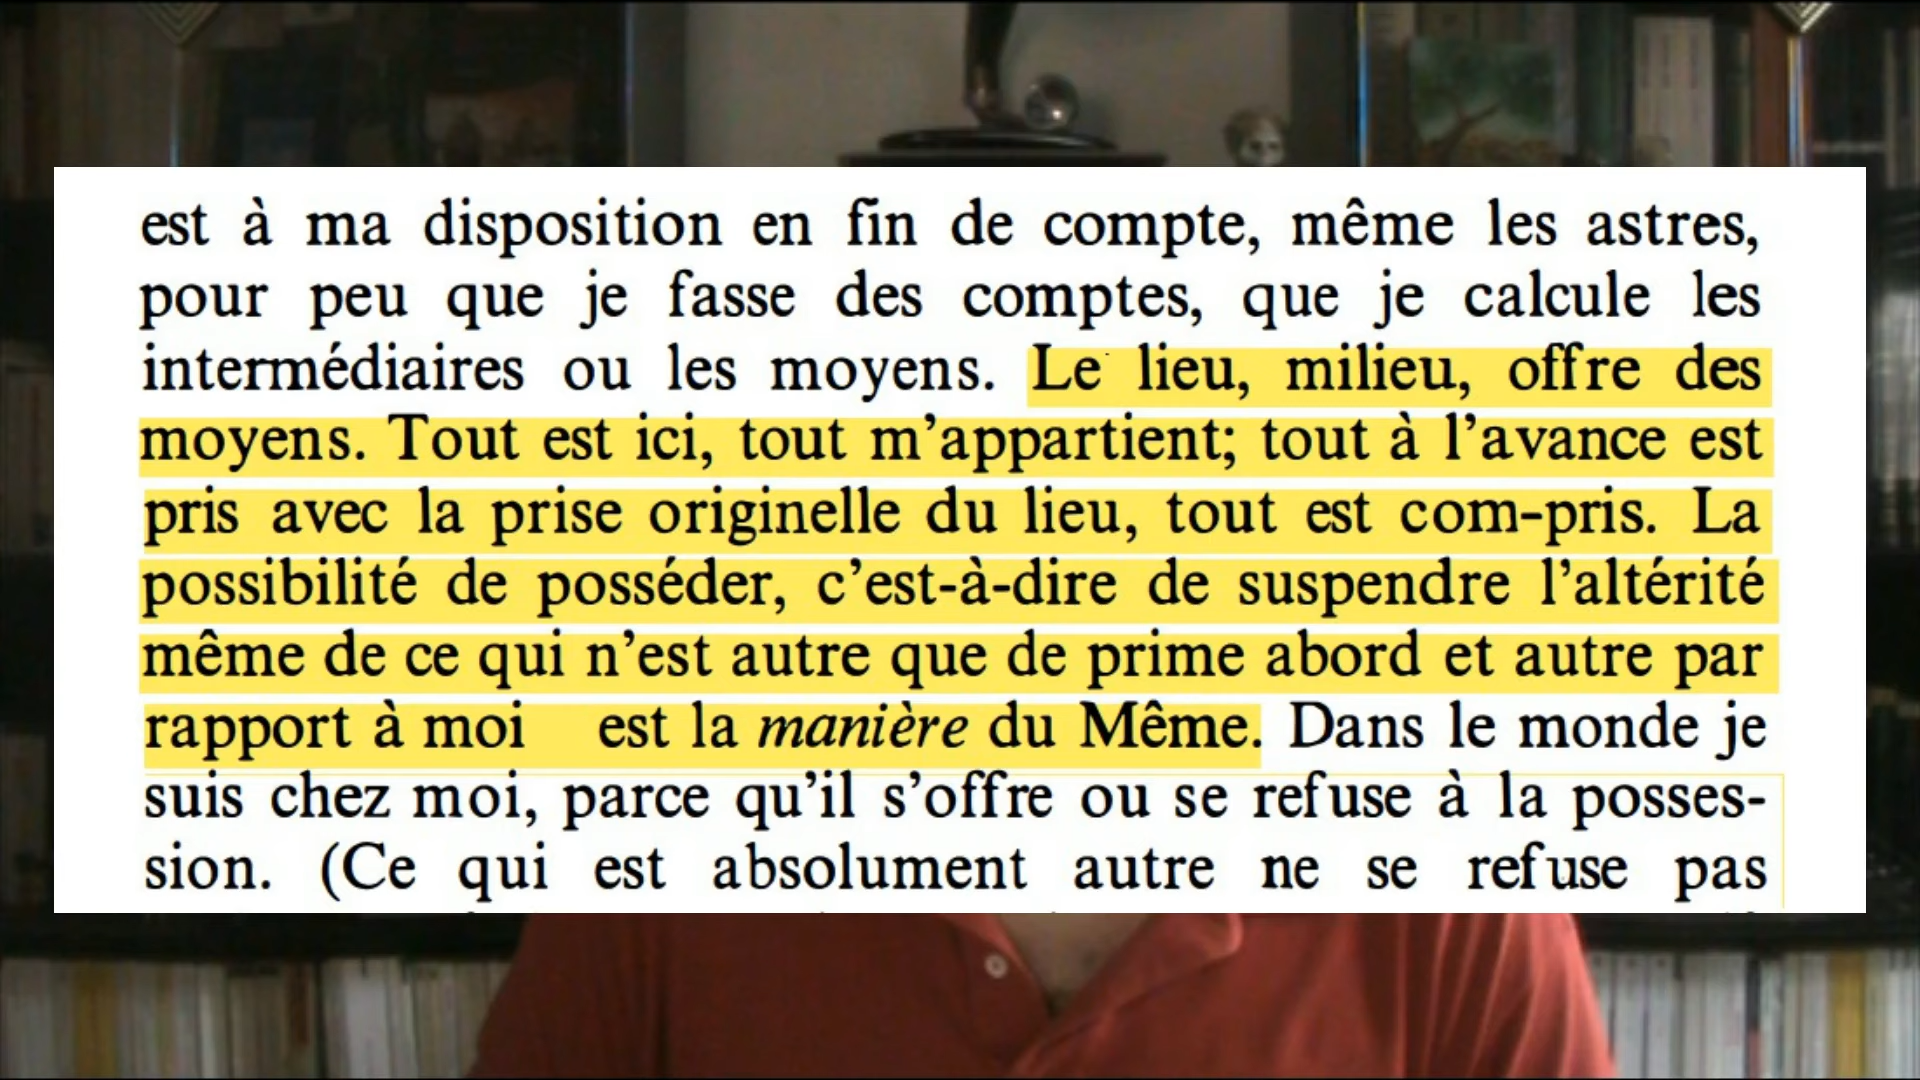 est à ma disposition en fin de compte, même les astres,
pour peu que je fasse des comptes, que je calcule les
intermédiaires ou les moyens. Le lieu, milieu, offre des
moyens. Tout est ici, tout m’appartient; tout à l’avance est
pris avec la prise originelle du lieu, tout est com-pris. La
possibilité de posséder, c’est-à-dire de suspendre l’altérité
même de ce qui n’est autre que de prime abord et autre par
rapport à moi est la manière du Même. Dans le monde je
suis chez moi, parce qu’il s’offre ou se refuse à la posses-
sion. (Ce qui est absolument autre ne se refuse pas